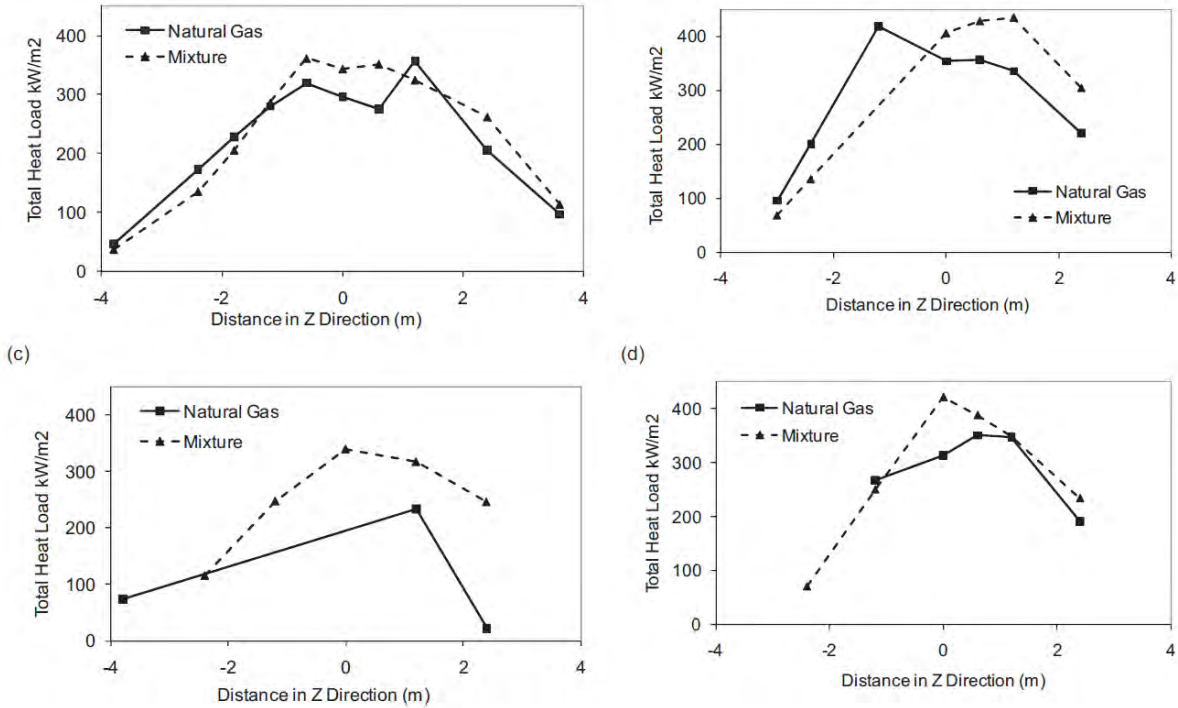 Total Heat Load kW/m2
400
300
200
100
0
Natural Gas
Mixture
-4
-2
0
2
4
Distance in Z Direction (m)
Total Heat Load kW/m2
400
300
200
100
0
Natural Gas
Mixture
-4
-2
0
2
4
Distance in Z Direction (m)
(c)
Total Heat Load kW/m2
400
300
200
100
0
Natural Gas
Mixture
-4
-2
0
2
4
Distance in Z Direction (m)
(d)
Total Heat Load kW/m2
400
300
200
100
0
Natural Gas
Mixture
-4
-2
0
2
4
Distance in Z Direction (m)